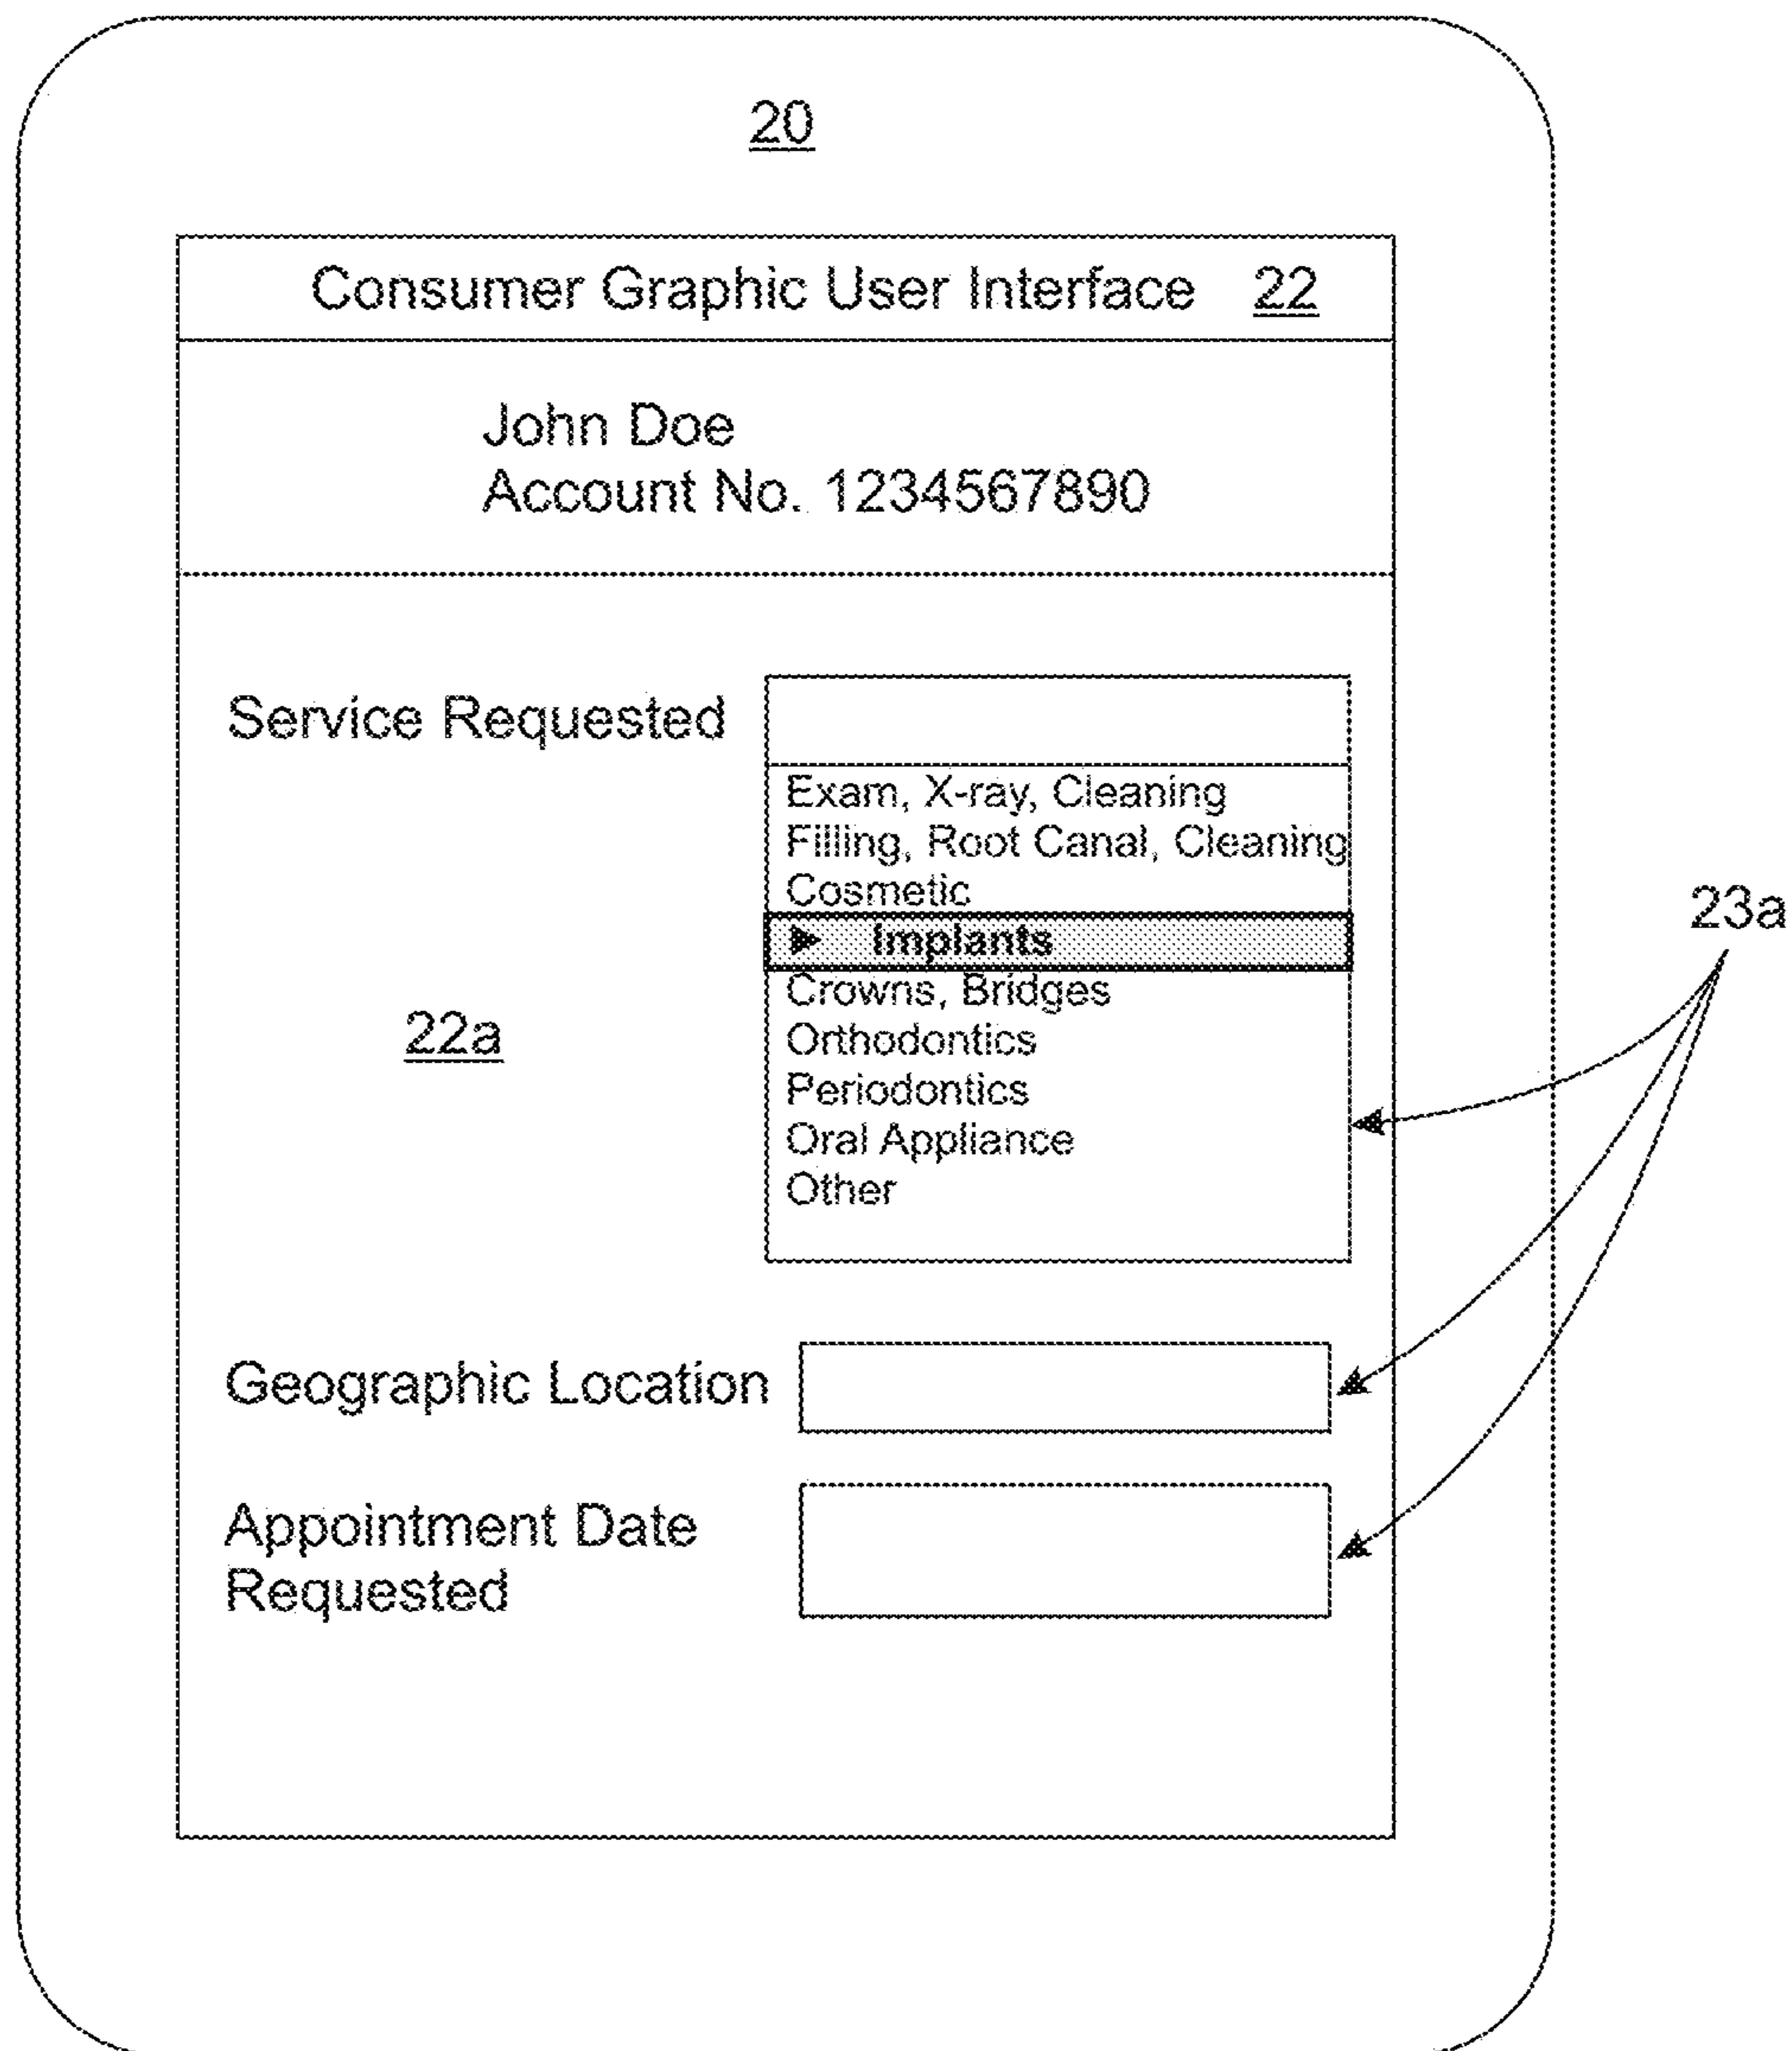 20
Consumer Graphic User Interface 22
John Doe
Account No. 1234567890
Service Requested
Exam, X-ray, Cleaning
Filling, Root Canal, Cleaning
Cosmetic
Implants
Crowns, Bridges
Orthodontics
Periodontics
Oral Appliance
Other
22a
23a
Geographic Location
Appointment Date
Requested